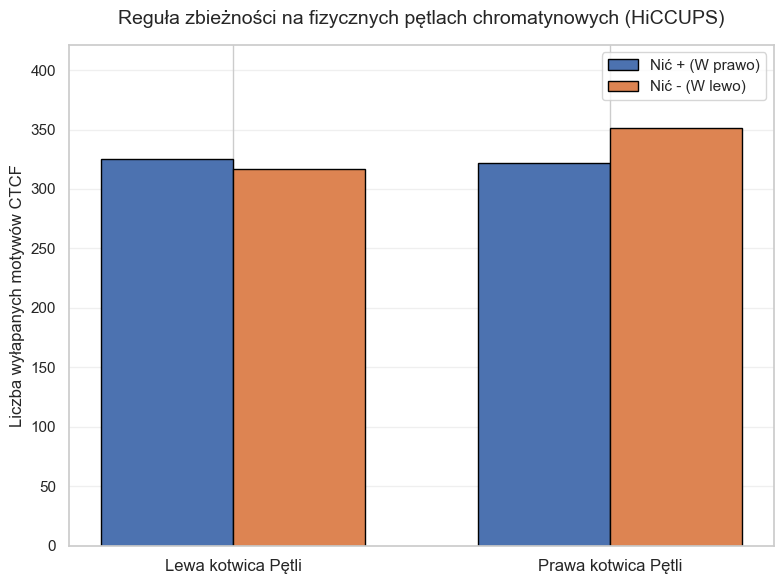 Reguła zbieżności na fizycznych pętlach chromatynowych (HiCCUPS)
Nić + (W prawo)
Nić - (W lewo)
Liczba wyłapanych motywów CTCF
400
350
300
250
200
150
100
50
0
Lewa kotwica Pętli
Prawa kotwica Pętli